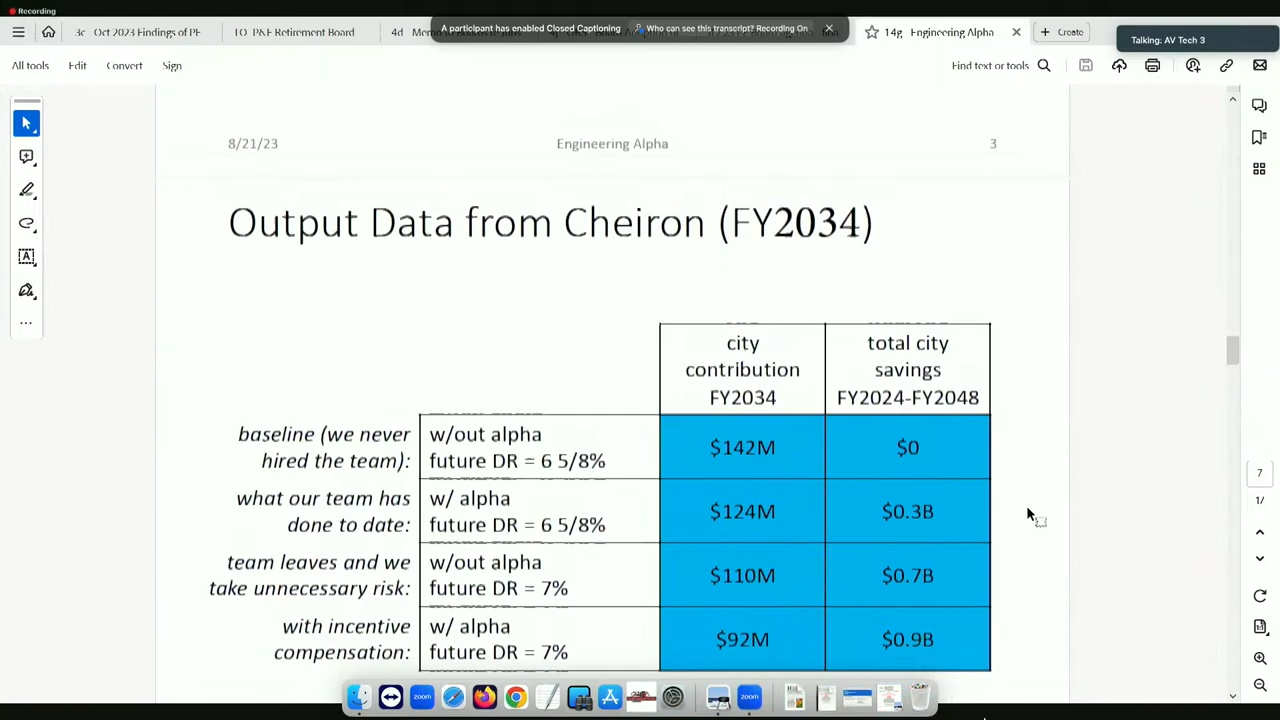 Recording
A participant has enabled Closed Captioning
Who can see this transcript? Recording On
Talking: AV Tech 3
Oct 2023 Findings of
P&F Retirement Board
4d
14g Engineering Alpha
Create
All tools
Edit
Convert
Sign
Find text or tools
8/21/23
Engineering Alpha
3
Output Data from Cheiron (FY2034)
city
contribution
FY2034
total city
savings
FY2024-FY2048
baseline (we never
hired the team):
w/out alpha
future DR = 6 5/8%
$142M
$0
what our team has
done to date:
w/ alpha
future DR = 6 5/8%
$124M
$0.3B
team leaves and we
take unnecessary risk:
w/out alpha
future DR = 7%
$110M
$0.7B
with incentive
compensation:
w/ alpha
future DR = 7%
$92M
$0.9B
7
zoom
zoom